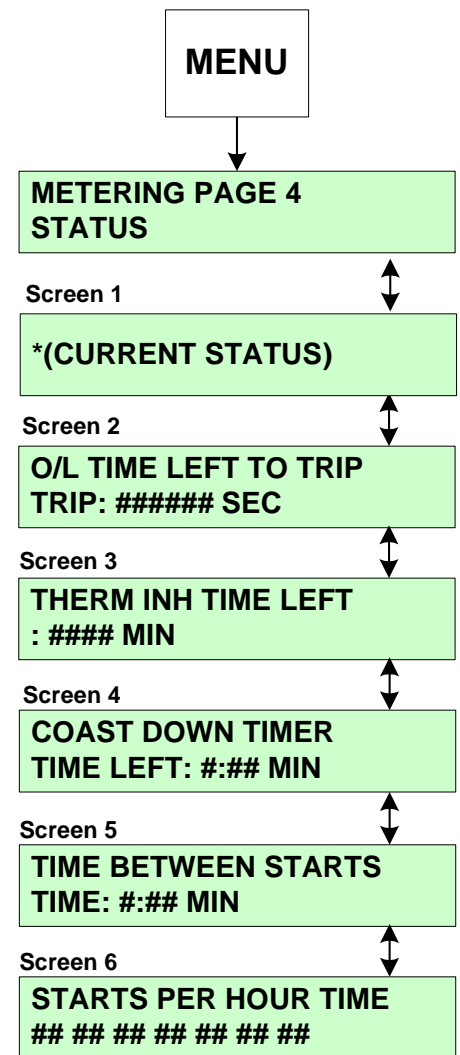 MENU
METERING PAGE 4
STATUS
Screen 1
*(CURRENT STATUS)
Screen 2
O/L TIME LEFT TO TRIP
TRIP: ###### SEC
Screen 3
THERM INH TIME LEFT
: #### MIN
Screen 4
COAST DOWN TIMER
TIME LEFT: #:## MIN
Screen 5
TIME BETWEEN STARTS
TIME: #:## MIN
Screen 6
STARTS PER HOUR TIME
## ## ## ## ## ## ##